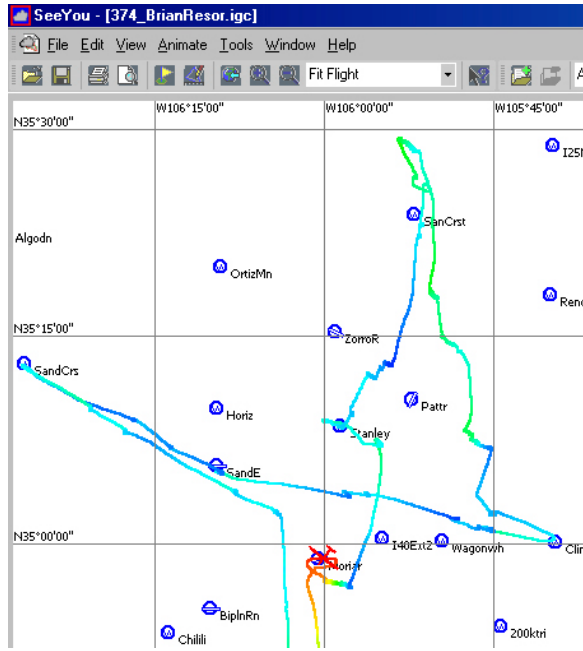 SeeYou - [374_BrianResor.igc]
File Edit View Animate Tools Window Help
Fit Flight
W106°15'00" W106°00'00" W105°45'00"
N35°30'00"
I25
SanCrst
Algodn
OrtizMn
Reno
N35°15'00"
ZorroR
SandCrs
Pattr
Horiz
Stanley
SandE
N35°00'00"
I40Ext2
Wagonwh
Clin
Moriar
BiplnRn
200ktri
Chilili